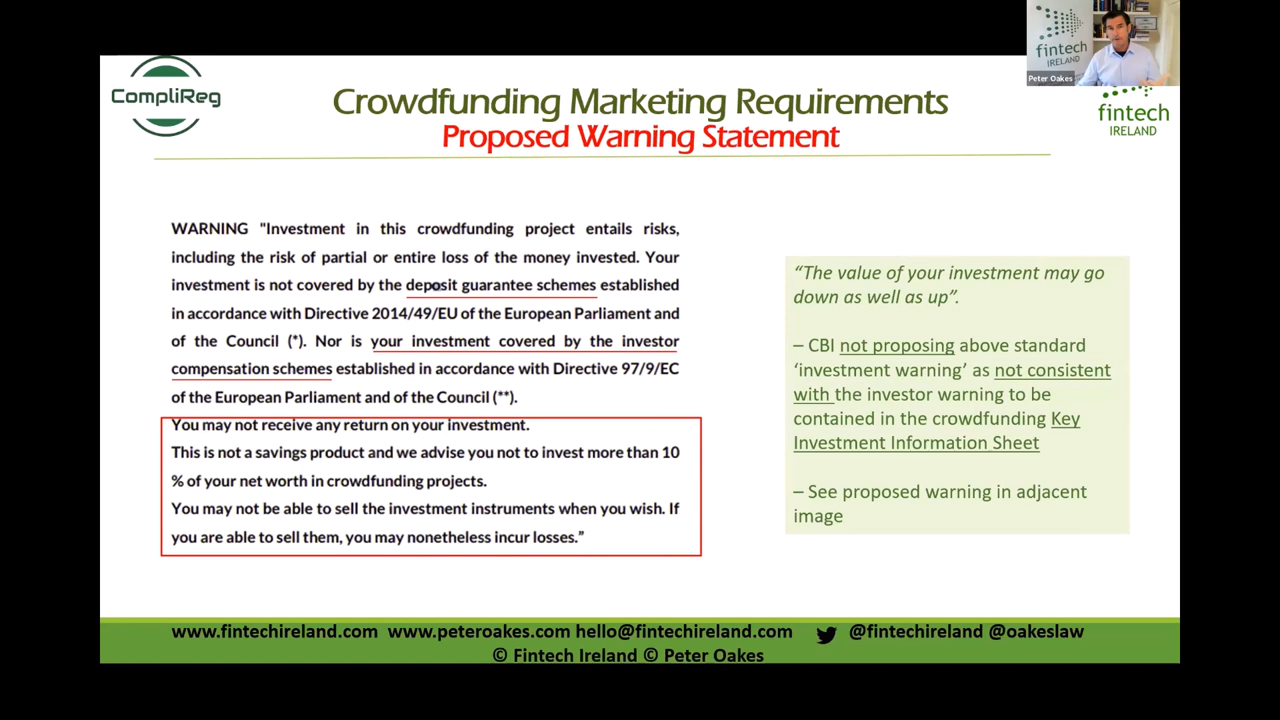 CompliReg
Crowdfunding Marketing Requirements
Proposed Warning Statement
fintech
IRELAND
Peter Oakes
fintech
IRELAND
WARNING "Investment in this crowdfunding project entails risks,
including the risk of partial or entire loss of the money invested. Your
investment is not covered by the deposit guarantee schemes established
in accordance with Directive 2014/49/EU of the European Parliament and
of the Council (*). Nor is your investment covered by the investor
compensation schemes established in accordance with Directive 97/9/EC
of the European Parliament and of the Council (**).
You may not receive any return on your investment.
This is not a savings product and we advise you not to invest more than 10
% of your net worth in crowdfunding projects.
You may not be able to sell the investment instruments when you wish. If
you are able to sell them, you may nonetheless incur losses.”
“The value of your investment may go
down as well as up”.
– CBI not proposing above standard
‘investment warning’ as not consistent
with the investor warning to be
contained in the crowdfunding Key
Investment Information Sheet
– See proposed warning in adjacent
image
www.fintechireland.com www.peteroakes.com hello@fintechireland.com @fintechireland @oakeslaw
© Fintech Ireland © Peter Oakes